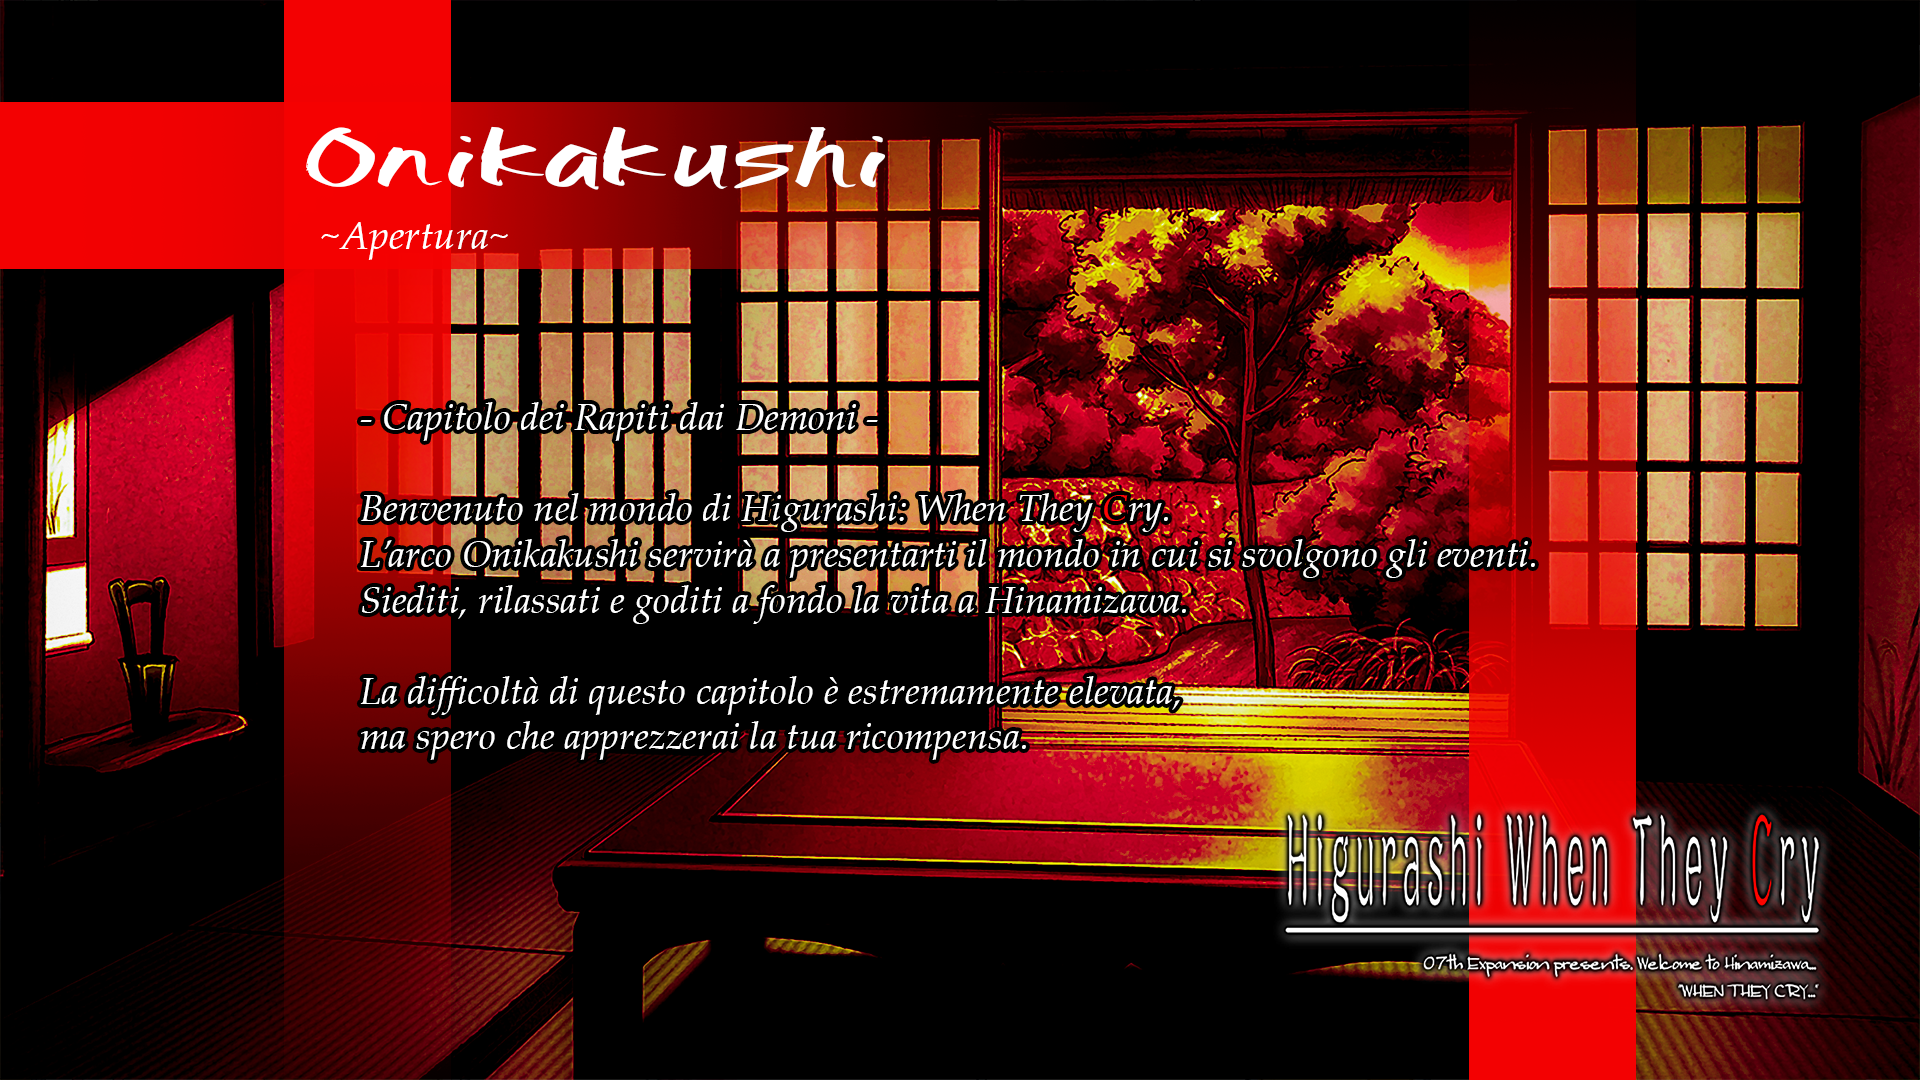 Onikakushi
~Apertura~
- Capitolo dei Rapiti dai Demoni -
Benvenuto nel mondo di Higurashi: When They Cry.
L'arco Onikakushi servirà a presentarti il mondo in cui si svolgono gli eventi.
Siediti, rilassati e goditi a fondo la vita a Hinamizawa.
La difficoltà di questo capitolo è estremamente elevata,
ma spero che apprezzerai la tua ricompensa.
Higurashi When They Cry
07th Expansion presents. Welcome to Hinamizawa...
"WHEN THEY CRY..."